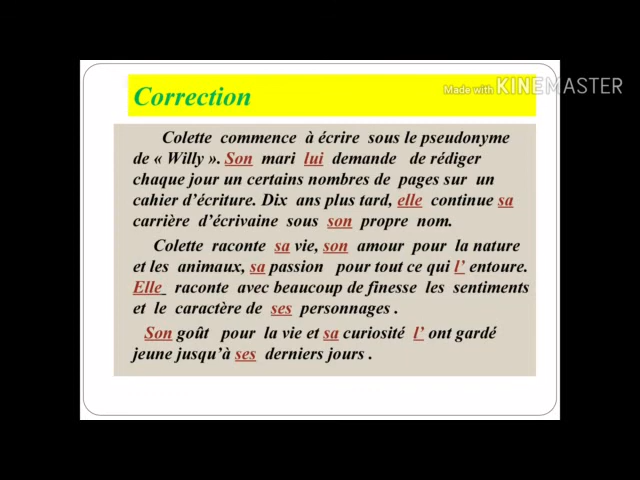 Made with KINEMASTER
Correction
Colette commence à écrire sous le pseudonyme
de « Willy ». Son mari lui demande de rédiger
chaque jour un certains nombres de pages sur un
cahier d’écriture. Dix ans plus tard, elle continue sa
carrière d’écrivaine sous son propre nom.
Colette raconte sa vie, son amour pour la nature
et les animaux, sa passion pour tout ce qui l’ entoure.
Elle raconte avec beaucoup de finesse les sentiments
et le caractère de ses personnages .
Son goût pour la vie et sa curiosité l’ ont gardé
jeune jusqu’à ses derniers jours .